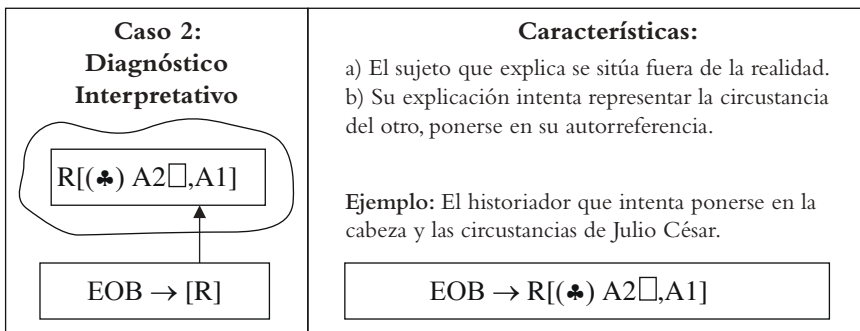 Caso 2:
Diagnóstico
Interpretativo
R[(♣) A2□,A1]
EOB → [R]
Características:
a) El sujeto que explica se sitúa fuera de la realidad.
b) Su explicación intenta representar la circustancia
del otro, ponerse en su autorreferencia.
Ejemplo: El historiador que intenta ponerse en la
cabeza y las circustancias de Julio César.
EOB → R[(♣) A2□,A1]